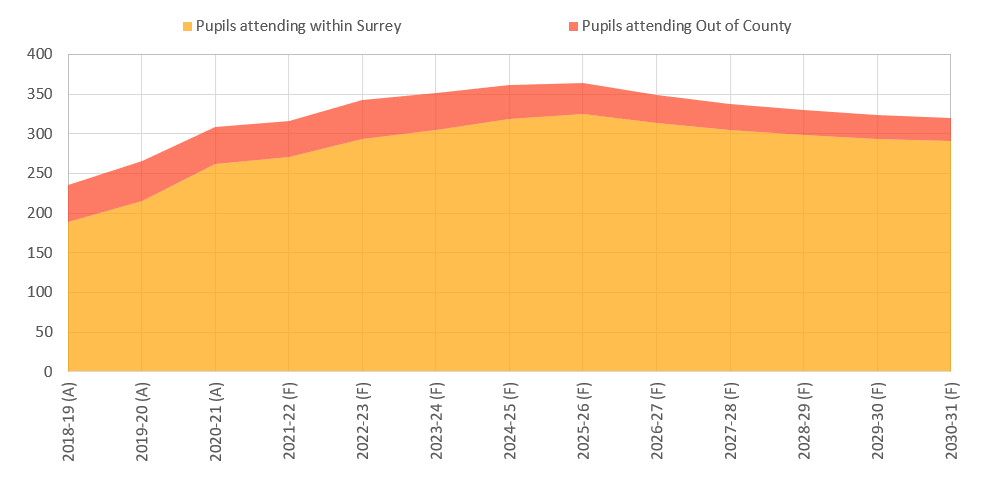 Pupils attending within Surrey
Pupils attending Out of County
400
350
300
250
200
150
100
50
0
2018-19 (A)
2019-20 (A)
2020-21 (A)
2021-22 (F)
2022-23 (F)
2023-24 (F)
2024-25 (F)
2025-26 (F)
2026-27 (F)
2027-28 (F)
2028-29 (F)
2029-30 (F)
2030-31 (F)